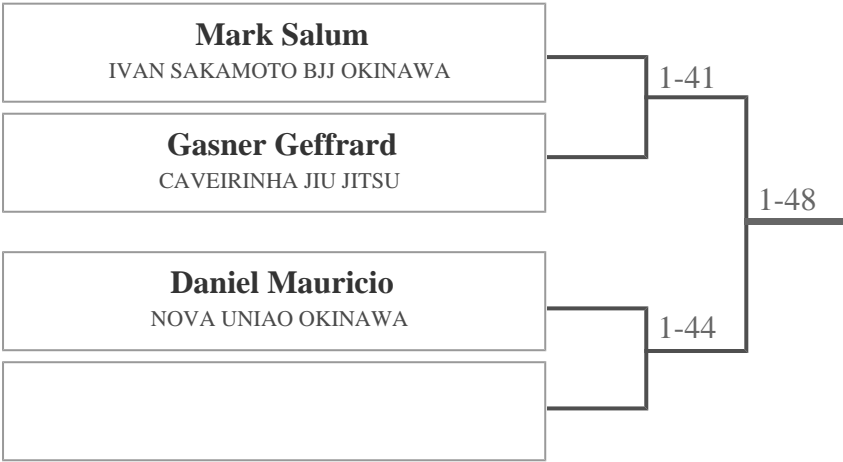 Mark Salum
IVAN SAKAMOTO BJJ OKINAWA
1-41
Gasner Geffrard
CAVEIRINHA JIU JITSU
1-48
Daniel Mauricio
NOVA UNIAO OKINAWA
1-44